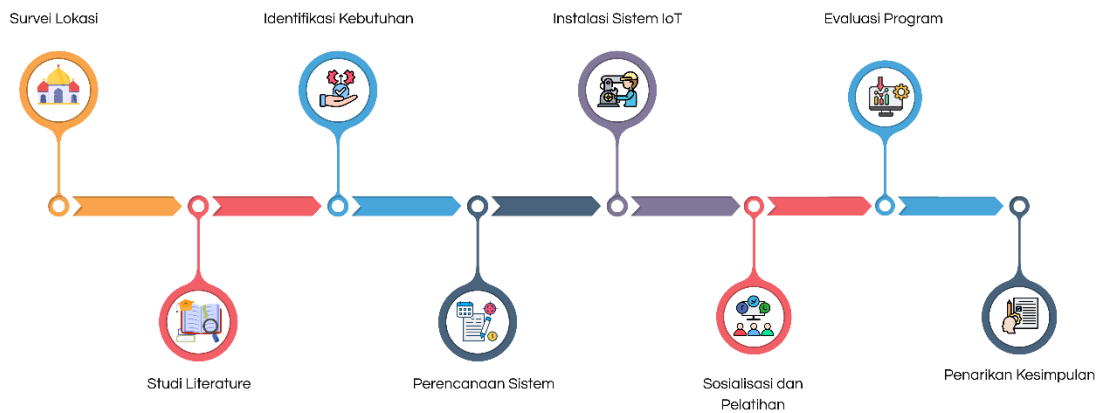 Survei Lokasi
Identifikasi Kebutuhan
Instalasi Sistem IoT
Evaluasi Program
Studi Literature
Perencanaan Sistem
Sosialisasi dan
Pelatihan
Penarikan Kesimpulan